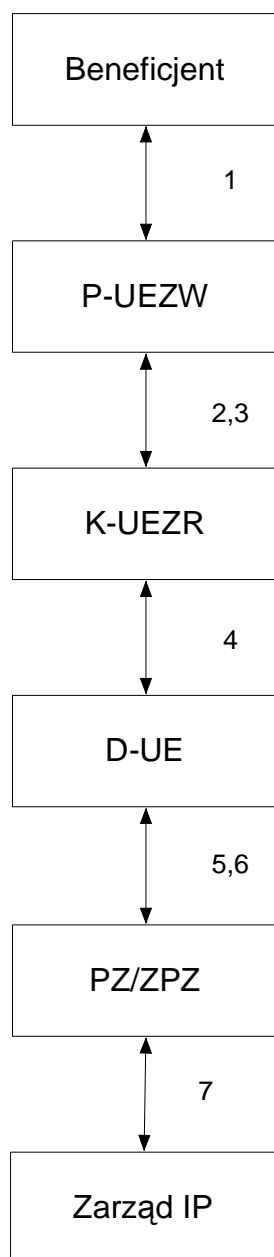 Beneficjent
1
P-UEZW
2,3
K-UEZR
4
D-UE
5,6
PZ/ZPZ
7
Zarząd IP